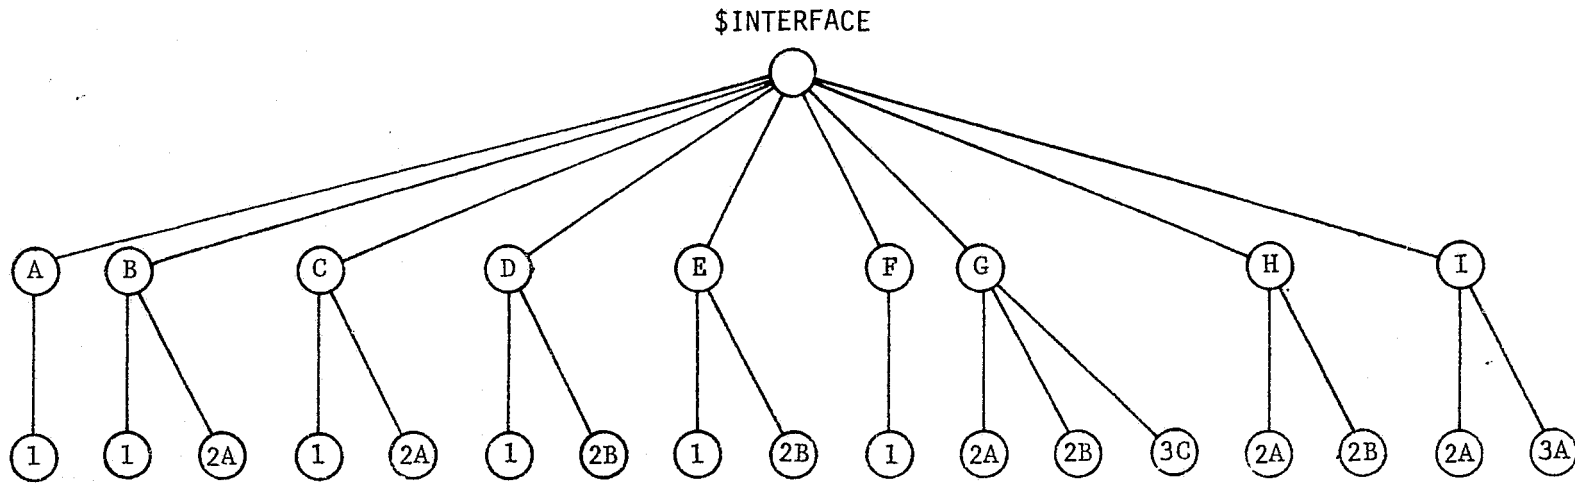 $INTERFACE
A B C D E F G H I
1 1 2A 1 2A 1 2B 1 2B 1 2A 2B 3C 2A 2B 2A 3A